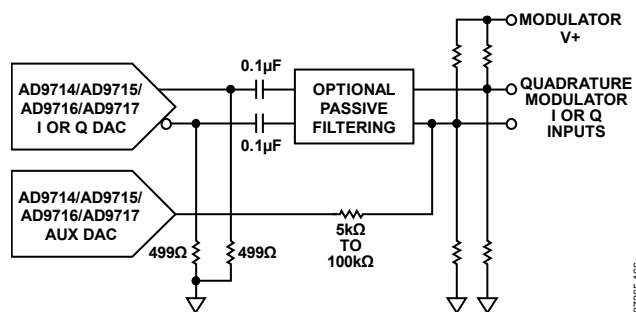 MODULATOR
V+
0.1µF
AD9714/AD9715/
AD9716/AD9717
I OR Q DAC
OPTIONAL
PASSIVE
FILTERING
QUADRATURE
MODULATOR
I OR Q
INPUTS
0.1µF
AD9714/AD9715/
AD9716/AD9717
AUX DAC
5kΩ
TO
100kΩ
499Ω
499Ω